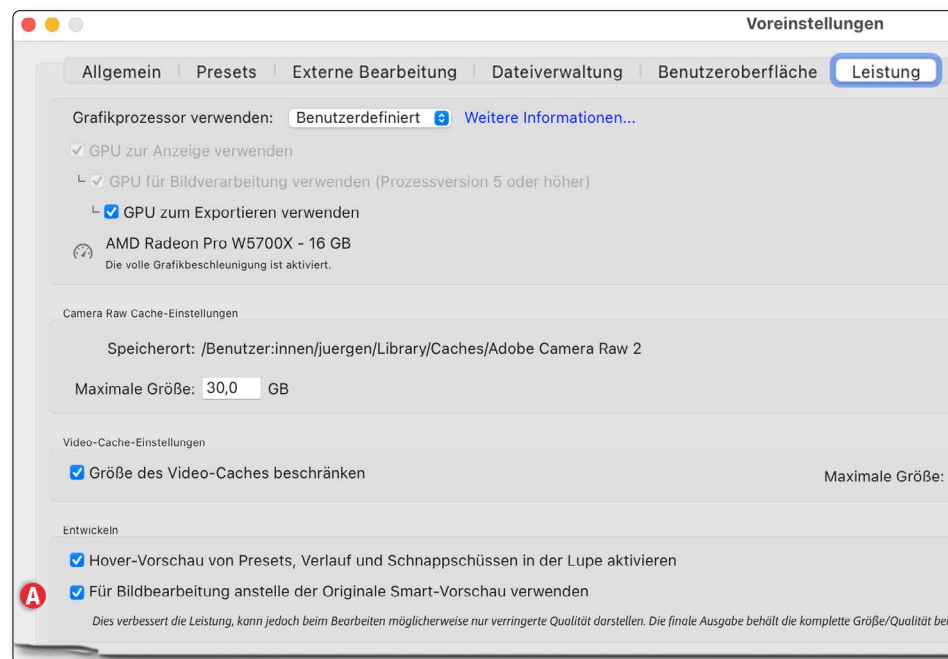 Voreinstellungen
Allgemein Presets Externe Bearbeitung Dateiverwaltung Benutzeroberfläche Leistung
Grafikprozessor verwenden: Benutzerdefiniert Weitere Informationen...
GPU zur Anzeige verwenden
GPU für Bildverarbeitung verwenden (Prozessversion 5 oder höher)
GPU zum Exportieren verwenden
AMD Radeon Pro W5700X - 16 GB
Die volle Grafikbeschleunigung ist aktiviert.
Camera Raw Cache-Einstellungen
Speicherort: /Benutzer:innen/juergen/Library/Caches/Adobe Camera Raw 2
Maximale Größe: 30,0 GB
Video-Cache-Einstellungen
Größe des Video-Caches beschränken Maximale Größe:
Entwickeln
Hover-Vorschau von Presets, Verlauf und Schnappschüssen in der Lupe aktivieren
A Für Bildbearbeitung anstelle der Originale Smart-Vorschau verwenden
Dies verbessert die Leistung, kann jedoch beim Bearbeiten möglicherweise nur verringerte Qualität darstellen. Die finale Ausgabe behält die komplette Größe/Qualität